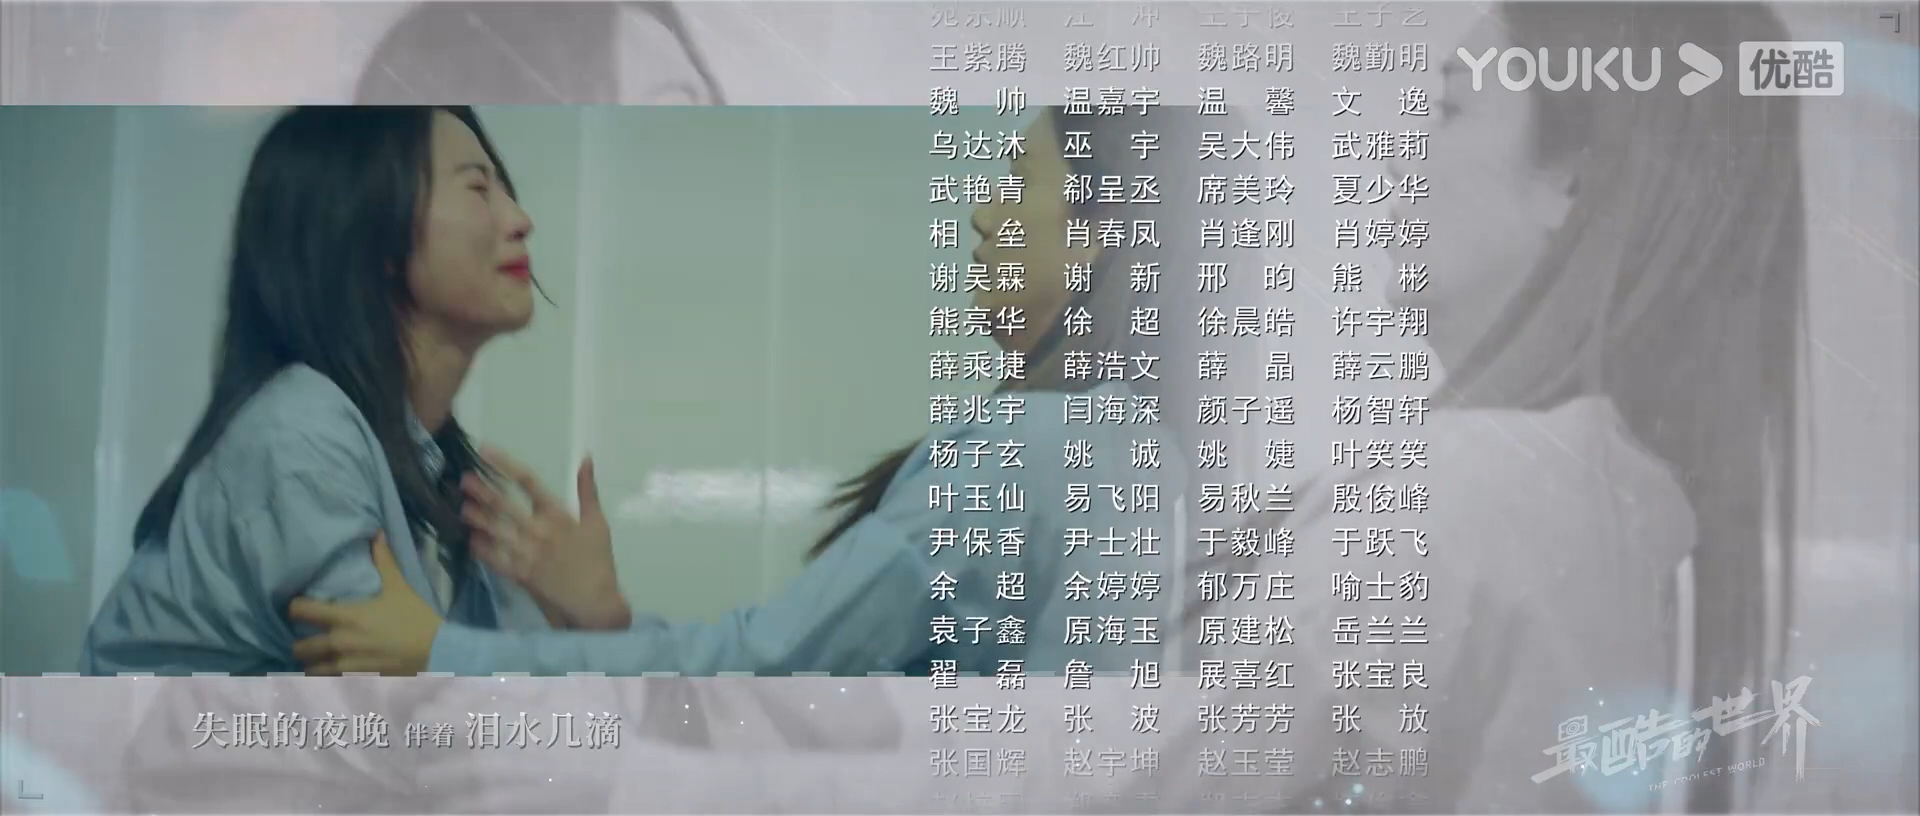 王紫腾 魏红帅 魏路明 魏勤明
YOUKU 优酷
魏 帅 温嘉宇 温 馨 文 逸
乌达沐 巫 宇 吴大伟 武雅莉
武艳青 郗呈丞 席美玲 夏少华
相 垒 肖春凤 肖逢刚 肖婷婷
谢吴霖 谢 新 邢 昀 熊 彬
熊亮华 徐 超 徐晨皓 许宇翔
薛乘捷 薛浩文 薛 晶 薛云鹏
薛兆宇 闫海深 颜子遥 杨智轩
杨子玄 姚 诚 姚 婕 叶笑笑
叶玉仙 易飞阳 易秋兰 殷俊峰
尹保香 尹士壮 于毅峰 于跃飞
余 超 余婷婷 郁万庄 喻士豹
袁子鑫 原海玉 原建松 岳兰兰
翟 磊 詹 旭 展喜红 张宝良
张宝龙 张 波 张芳芳 张 放
张国辉 赵宇坤 赵玉莹 赵志鹏
失眠的夜晚 伴着 泪水几滴
最酷的世界
THE COOLEST WORLD